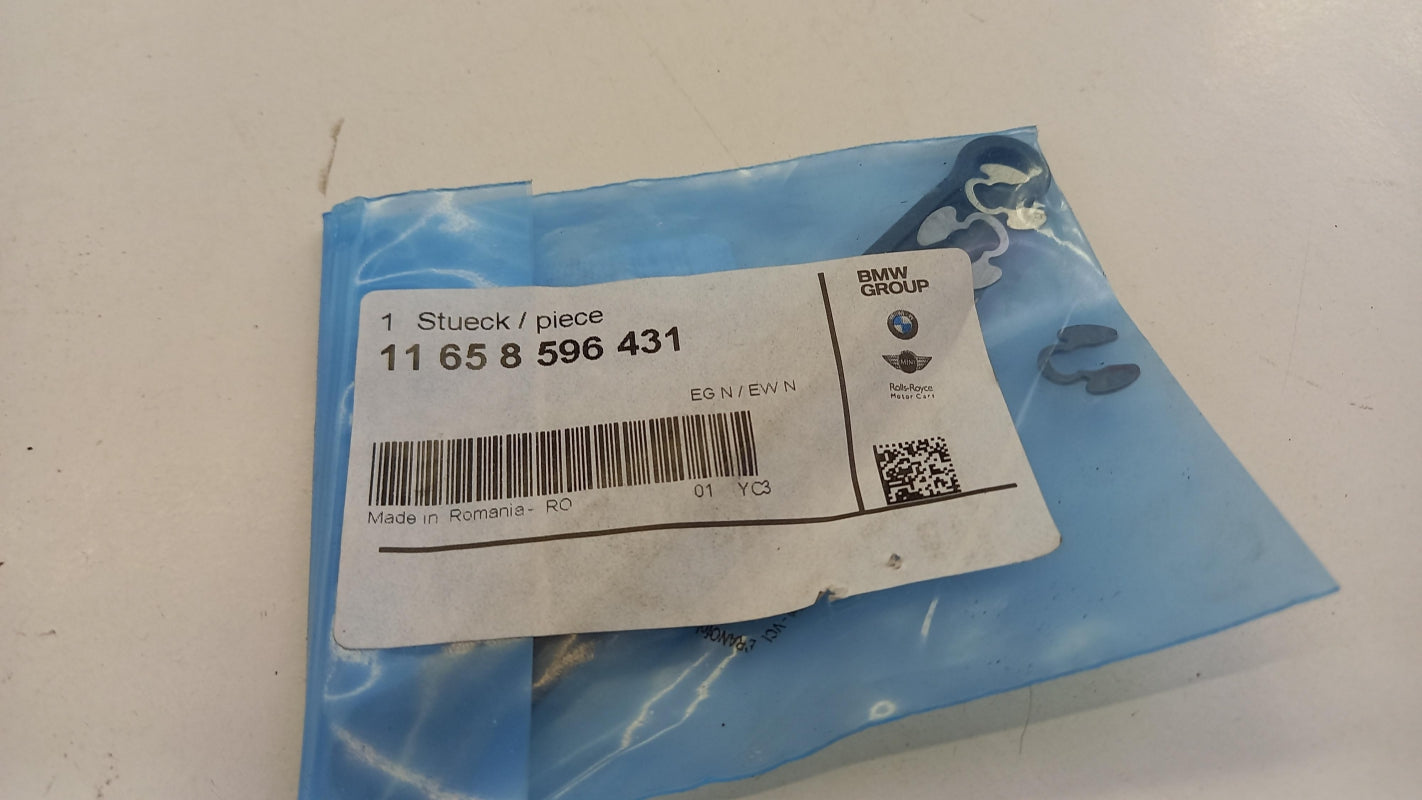 1 Stueck / piece
11 65 8 596 431
EG N / EW N
01 YC3
Made in Romania - RO
BMW
GROUP
MINI
Rolls-Royce
Motor Cars
VCI